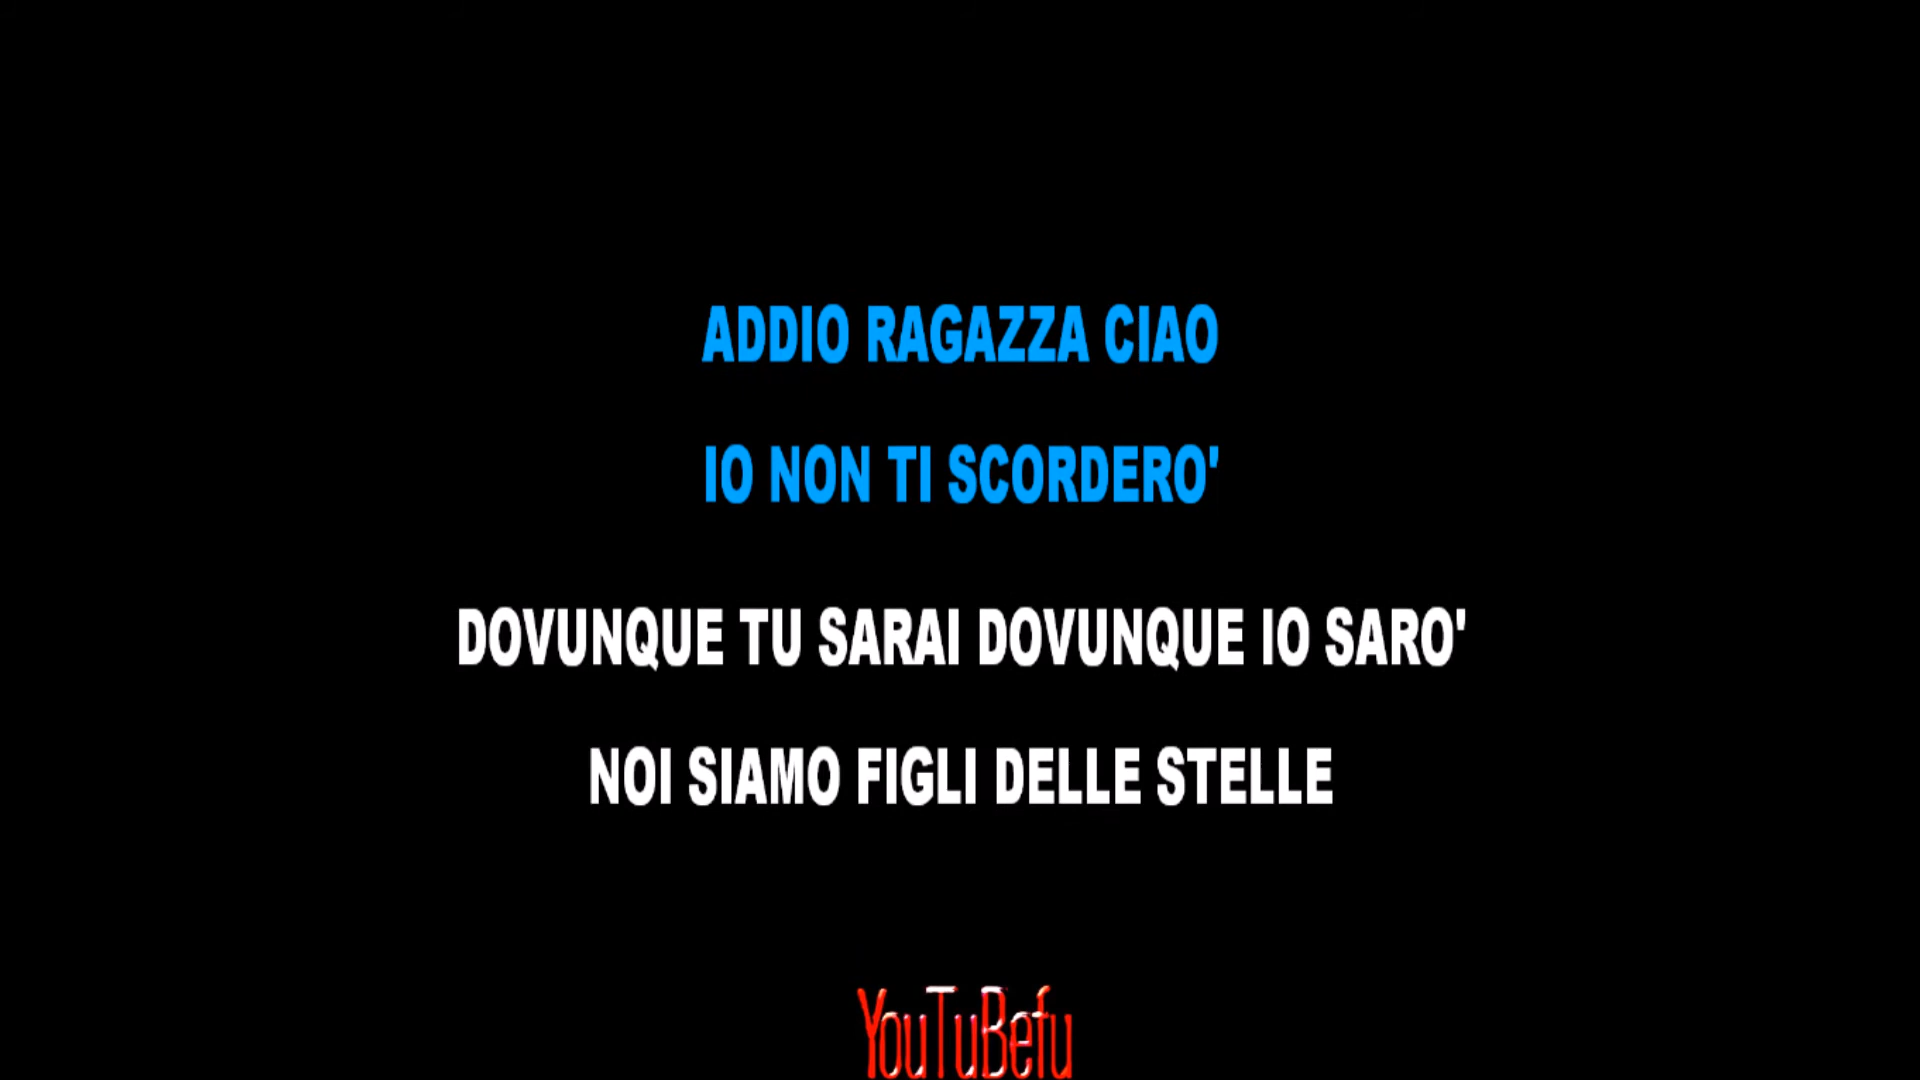 ADDIO RAGAZZA CIAO
IO NON TI SCORDERO'
DOVUNQUE TU SARAI DOVUNQUE IO SARO'
NOI SIAMO FIGLI DELLE STELLE
YouTuBefu